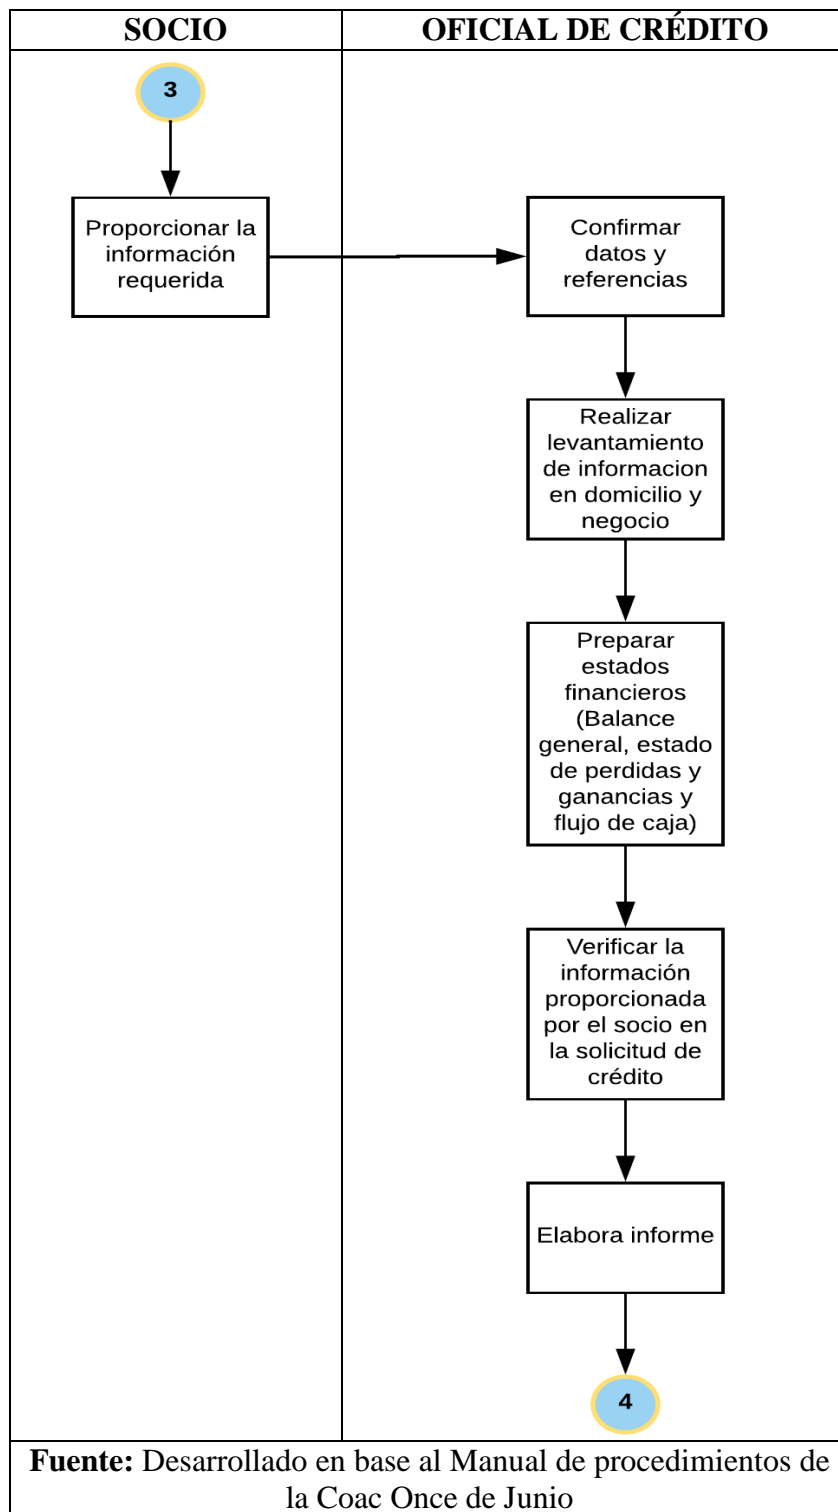 SOCIO
OFICIAL DE CRÉDITO
3
Proporcionar la
información
requerida
Confirmar
datos y
referencias
Realizar
levantamiento
de informacion
en domicilio y
negocio
Preparar
estados
financieros
(Balance
general, estado
de perdidas y
ganancias y
flujo de caja)
Verificar la
información
proporcionada
por el socio en
la solicitud de
crédito
Elabora informe
4
Fuente: Desarrollado en base al Manual de procedimientos de
la Coac Once de Junio